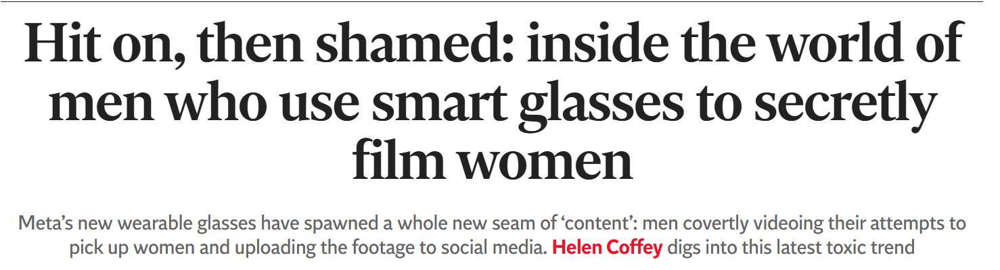 Hit on, then shamed: inside the world of
men who use smart glasses to secretly
film women
Meta’s new wearable glasses have spawned a whole new seam of ‘content’: men covertly videoing their attempts to
pick up women and uploading the footage to social media. Helen Coffey digs into this latest toxic trend